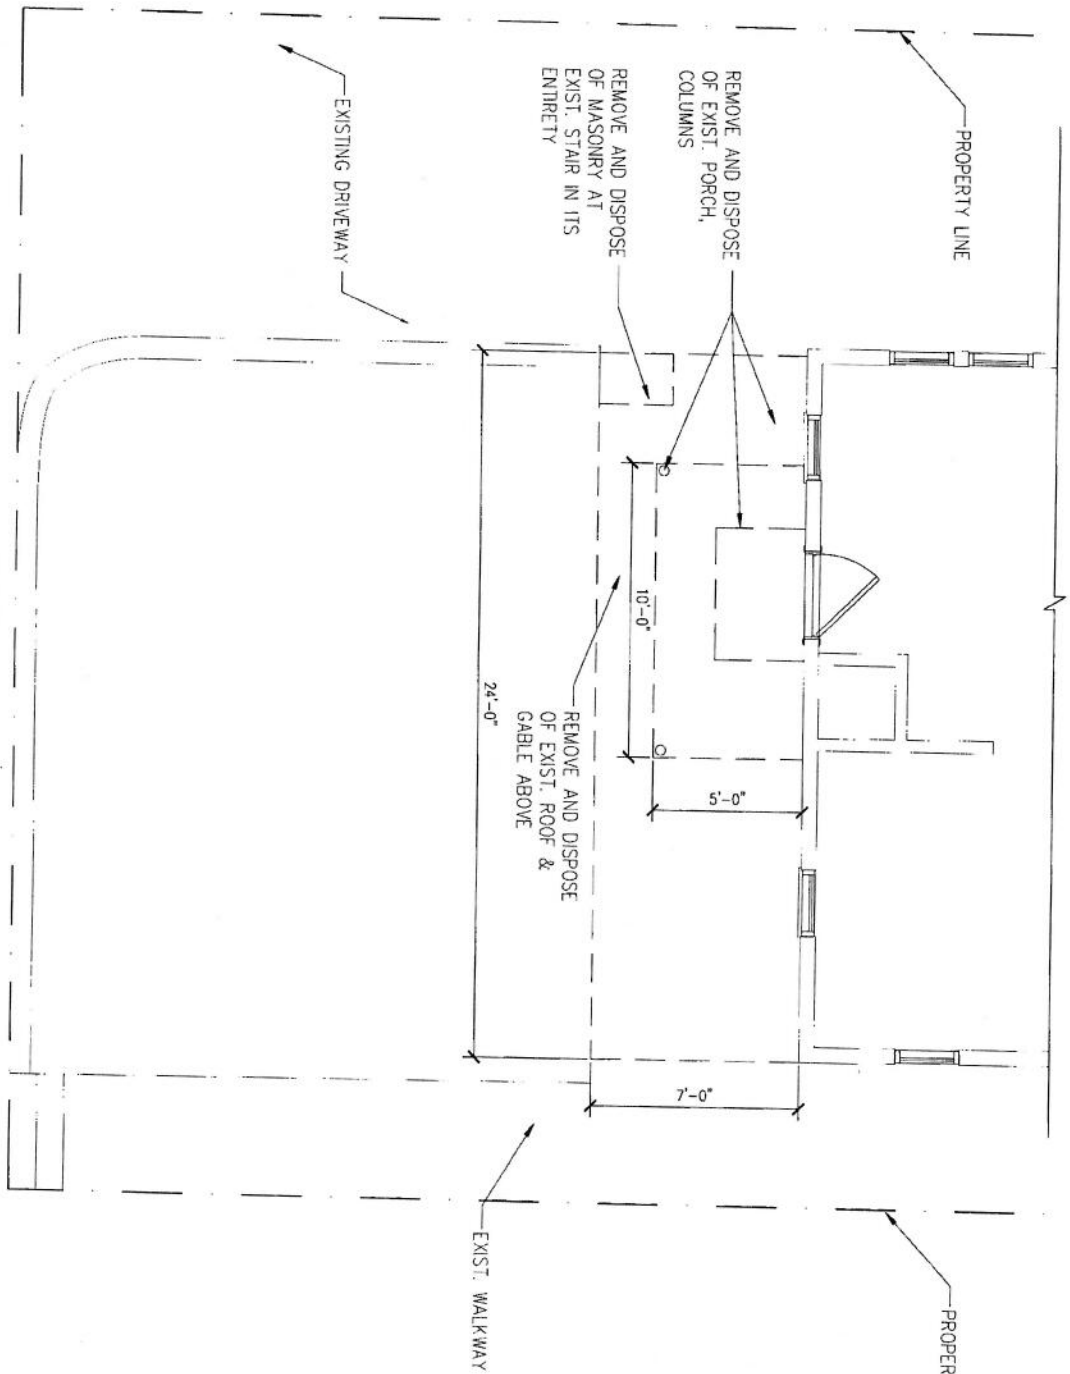 PROPERTY LINE
REMOVE AND DISPOSE
OF EXIST. PORCH,
COLUMNS
REMOVE AND DISPOSE
OF MASONRY AT
EXIST. STAIR IN ITS
ENTIRETY
EXISTING DRIVEWAY
10'-0"
5'-0"
REMOVE AND DISPOSE
OF EXIST. ROOF &
GABLE ABOVE
24'-0"
7'-0"
PROPER
EXIST. WALKWAY